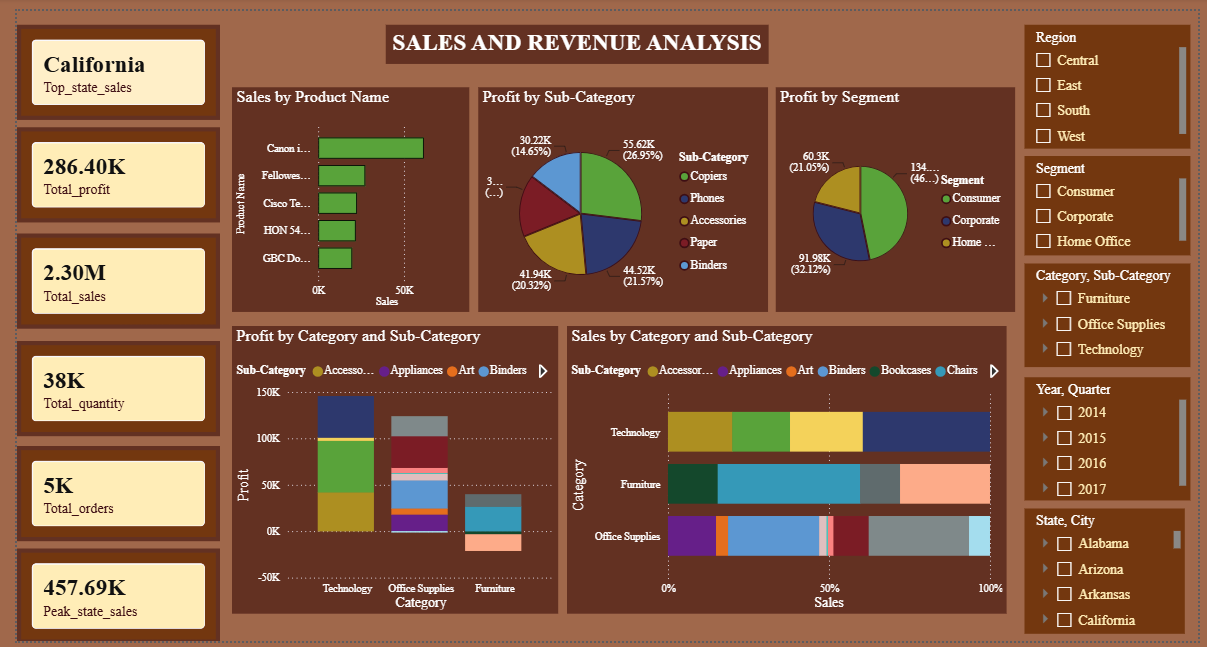 SALES AND REVENUE ANALYSIS
California
Top_state_sales
286.40K
Total_profit
2.30M
Total_sales
38K
Total_quantity
5K
Total_orders
457.69K
Peak_state_sales
Sales by Product Name
Product Name
Canon i...
Fellowes...
Cisco Te...
HON 54...
GBC Do...
0K 50K
Sales
Profit by Sub-Category
30.22K
(14.65%)
55.62K
(26.95%)
3...
(...)
41.94K
(20.32%)
44.52K
(21.57%)
Sub-Category
Copiers
Phones
Accessories
Paper
Binders
Profit by Segment
60.3K
(21.05%)
134....
(46...)
91.98K
(32.12%)
Segment
Consumer
Corporate
Home ...
Profit by Category and Sub-Category
Sub-Category Accesso... Appliances Art Binders
150K
100K
50K
0K
-50K
Profit
Technology Office Supplies Furniture
Category
Sales by Category and Sub-Category
Sub-Category Accessor... Appliances Art Binders Bookcases Chairs
Category
Technology
Furniture
Office Supplies
0% 50% 100%
Sales
Region
Central
East
South
West
Segment
Consumer
Corporate
Home Office
Category, Sub-Category
Furniture
Office Supplies
Technology
Year, Quarter
2014
2015
2016
2017
State, City
Alabama
Arizona
Arkansas
California